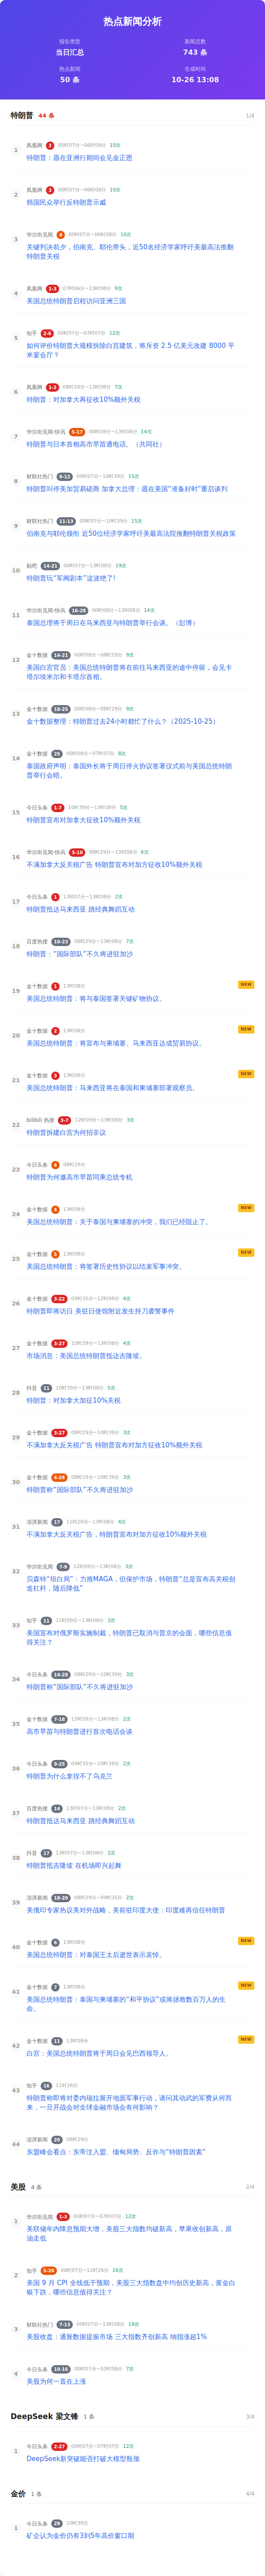 热点新闻分析
报告类型
新闻总数
当日汇总
743 条
热点新闻
生成时间
50 条
10-26 13:08
特朗普 44 条 1/4
1 凤凰网 2 00时07分~06时08分 10次
特朗普：愿在亚洲行期间会见金正恩
2 凤凰网 3 00时07分~06时08分 10次
韩国民众举行反特朗普示威
3 华尔街见闻 4 00时07分~06时08分 10次
关键判决前夕，伯南克、耶伦带头，近50名经济学家呼吁美最高法推翻
特朗普关税
4 凤凰网 1-3 07时06分~13时08分 9次
美国总统特朗普启程访问亚洲三国
5 知乎 2-6 00时07分~07时07分 12次
如何评价特朗普大规模拆除白宫建筑，将斥资 2.5 亿美元改建 8000 平
米宴会厅？
6 凤凰网 1-2 08时29分~13时08分 7次
特朗普：对加拿大再征收10%额外关税
7 华尔街见闻-快讯 5-17 00时08分~13时08分 14次
特朗普与日本首相高市早苗通电话。（共同社）
8 财联社热门 9-12 00时07分~10时39分 15次
特朗普叫停美加贸易磋商 加拿大总理：愿在美国“准备好时”重启谈判
9 财联社热门 11-13 00时07分~10时39分 15次
伯南克与耶伦领衔 近50位经济学家呼吁美最高法院推翻特朗普关税政策
10 贴吧 14-21 00时07分~13时08分 19次
特朗普玩“军阀剧本”这波绝了!
11 华尔街见闻-快讯 16-28 00时08分~13时08分 14次
泰国总理将于周日在马来西亚与特朗普举行会谈。（彭博）
12 金十数据 14-21 00时08分~08时29分 9次
美国白宫官员：美国总统特朗普将在前往马来西亚的途中停留，会见卡
塔尔埃米尔和卡塔尔首相。
13 金十数据 18-25 00时08分~08时29分 9次
金十数据整理：特朗普过去24小时都忙了什么？（2025-10-25）
14 金十数据 25 00时08分~07时07分 8次
泰国政府声明：泰国外长将于周日停火协议签署仪式前与美国总统特朗
普举行会晤。
15 今日头条 1-7 10时39分~13时08分 5次
特朗普宣布对加拿大征收10%额外关税
16 华尔街见闻-快讯 3-10 08时29分~13时08分 6次
不满加拿大反关税广告 特朗普宣布对加方征收10%额外关税
17 今日头条 1 13时07分~13时08分 2次
特朗普抵达马来西亚 跳经典舞蹈互动
18 百度热搜 10-23 08时29分~13时08分 7次
特朗普：“国际部队”不久将进驻加沙
19 金十数据 1 13时08分 NEW
美国总统特朗普：将与泰国签署关键矿物协议。
20 金十数据 2 13时08分 NEW
美国总统特朗普：将宣布与柬埔寨、马来西亚达成贸易协议。
21 金十数据 3 13时08分 NEW
美国总统特朗普：马来西亚将在泰国和柬埔寨部署观察员。
22 bilibili 热搜 3-7 12时09分~13时08分 3次
特朗普拆建白宫为何招非议
23 今日头条 4 08时29分
特朗普为何邀高市早苗同乘总统专机
24 金十数据 4 13时08分 NEW
美国总统特朗普：关于泰国与柬埔寨的冲突，我们已经阻止了。
25 金十数据 5 13时08分 NEW
美国总统特朗普：将签署历史性协议以结束军事冲突。
26 金十数据 3-22 09时35分~12时09分 4次
特朗普即将访日 美驻日使馆附近发生持刀袭警事件
27 金十数据 3-27 10时39分~13时08分 4次
市场消息：美国总统特朗普抵达吉隆坡。
28 抖音 11 10时39分~13时08分 5次
特朗普：对加拿大加征10%关税
29 金十数据 3-27 08时29分~10时39分 3次
不满加拿大反关税广告 特朗普宣布对加方征收10%额外关税
30 金十数据 4-28 08时29分~10时39分 3次
特朗普称“国际部队”不久将进驻加沙
31 澎湃新闻 17 11时26分~13时08分 4次
不满加拿大反关税广告，特朗普宣布对加方征收10%额外关税
32 华尔街见闻 7-9 12时09分~13时08分 3次
贝森特“坦白局”：力推MAGA，但保护市场，特朗普“总是宣布高关税创
造杠杆，随后降低”
33 知乎 11 12时09分~13时08分 3次
美国宣布对俄罗斯实施制裁，特朗普已取消与普京的会面，哪些信息值
得关注？
34 今日头条 14-28 08时29分~10时39分 3次
特朗普称“国际部队”不久将进驻加沙
35 金十数据 7-18 12时09分~13时08分 2次
高市早苗与特朗普进行首次电话会谈
36 今日头条 9-25 09时35分~10时39分 2次
特朗普为什么捏不了乌克兰
37 百度热搜 14 13时07分~13时08分 2次
特朗普抵达马来西亚 跳经典舞蹈互动
38 抖音 17 13时07分~13时08分 2次
特朗普抵吉隆坡 在机场即兴起舞
39 澎湃新闻 18-20 08时29分~09时35分 2次
美俄印专家热议美对外战略，美前驻印度大使：印度难再信任特朗普
40 金十数据 6 13时08分 NEW
美国总统特朗普：对泰国王太后逝世表示哀悼。
41 金十数据 7 13时08分 NEW
美国总统特朗普：泰国与柬埔寨的“和平协议”或将拯救数百万人的生
命。
42 金十数据 11 13时08分 NEW
白宫：美国总统特朗普将于周日会见巴西领导人。
43 知乎 16 11时26分
特朗普称即将对委内瑞拉展开地面军事行动，请问其动武的军费从何而
来，一旦开战会对全球金融市场会有何影响？
44 澎湃新闻 20 08时29分
东盟峰会看点：东帝汶入盟、缅甸局势、反诈与“特朗普因素”
美股 4 条 2/4
1 华尔街见闻 1-3 00时07分~07时07分 12次
美联储年内降息预期大增，美股三大指数均破新高，苹果收创新高，原
油走低
2 知乎 5-20 00时07分~11时26分 16次
美国 9 月 CPI 全线低于预期，美股三大指数盘中均创历史新高，黄金白
银下跌，哪些信息值得关注？
3 财联社热门 7-13 00时07分~13时08分 19次
美股收盘：通胀数据提振市场 三大指数齐创新高 纳指涨超1%
4 今日头条 10-16 00时07分~03时08分 7次
美股为何一直在上涨
DeepSeek 梁文锋 1 条 3/4
1 今日头条 2-27 00时07分~07时07分 12次
DeepSeek新突破能否打破大模型瓶颈
金价 1 条 4/4
1 今日头条 29 10时39分
矿企认为金价仍有3到5年高价窗口期